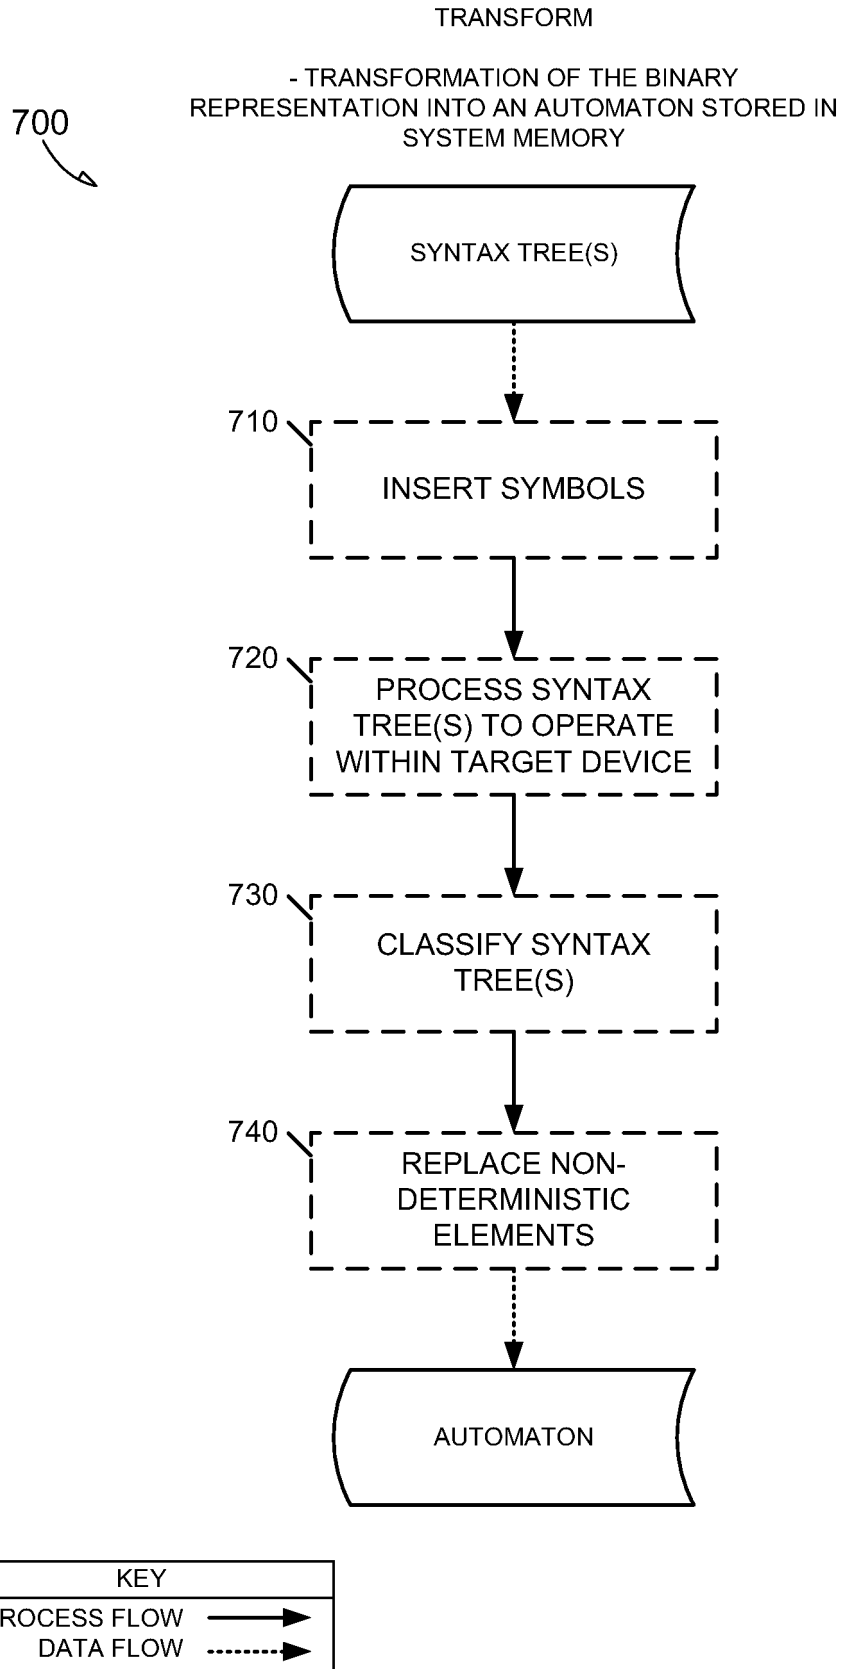 TRANSFORM
- TRANSFORMATION OF THE BINARY
REPRESENTATION INTO AN AUTOMATON STORED IN
SYSTEM MEMORY
700
SYNTAX TREE(S)
710
INSERT SYMBOLS
720
PROCESS SYNTAX
TREE(S) TO OPERATE
WITHIN TARGET DEVICE
730
CLASSIFY SYNTAX
TREE(S)
740
REPLACE NON-
DETERMINISTIC
ELEMENTS
AUTOMATON
KEY
ROCESS FLOW
DATA FLOW